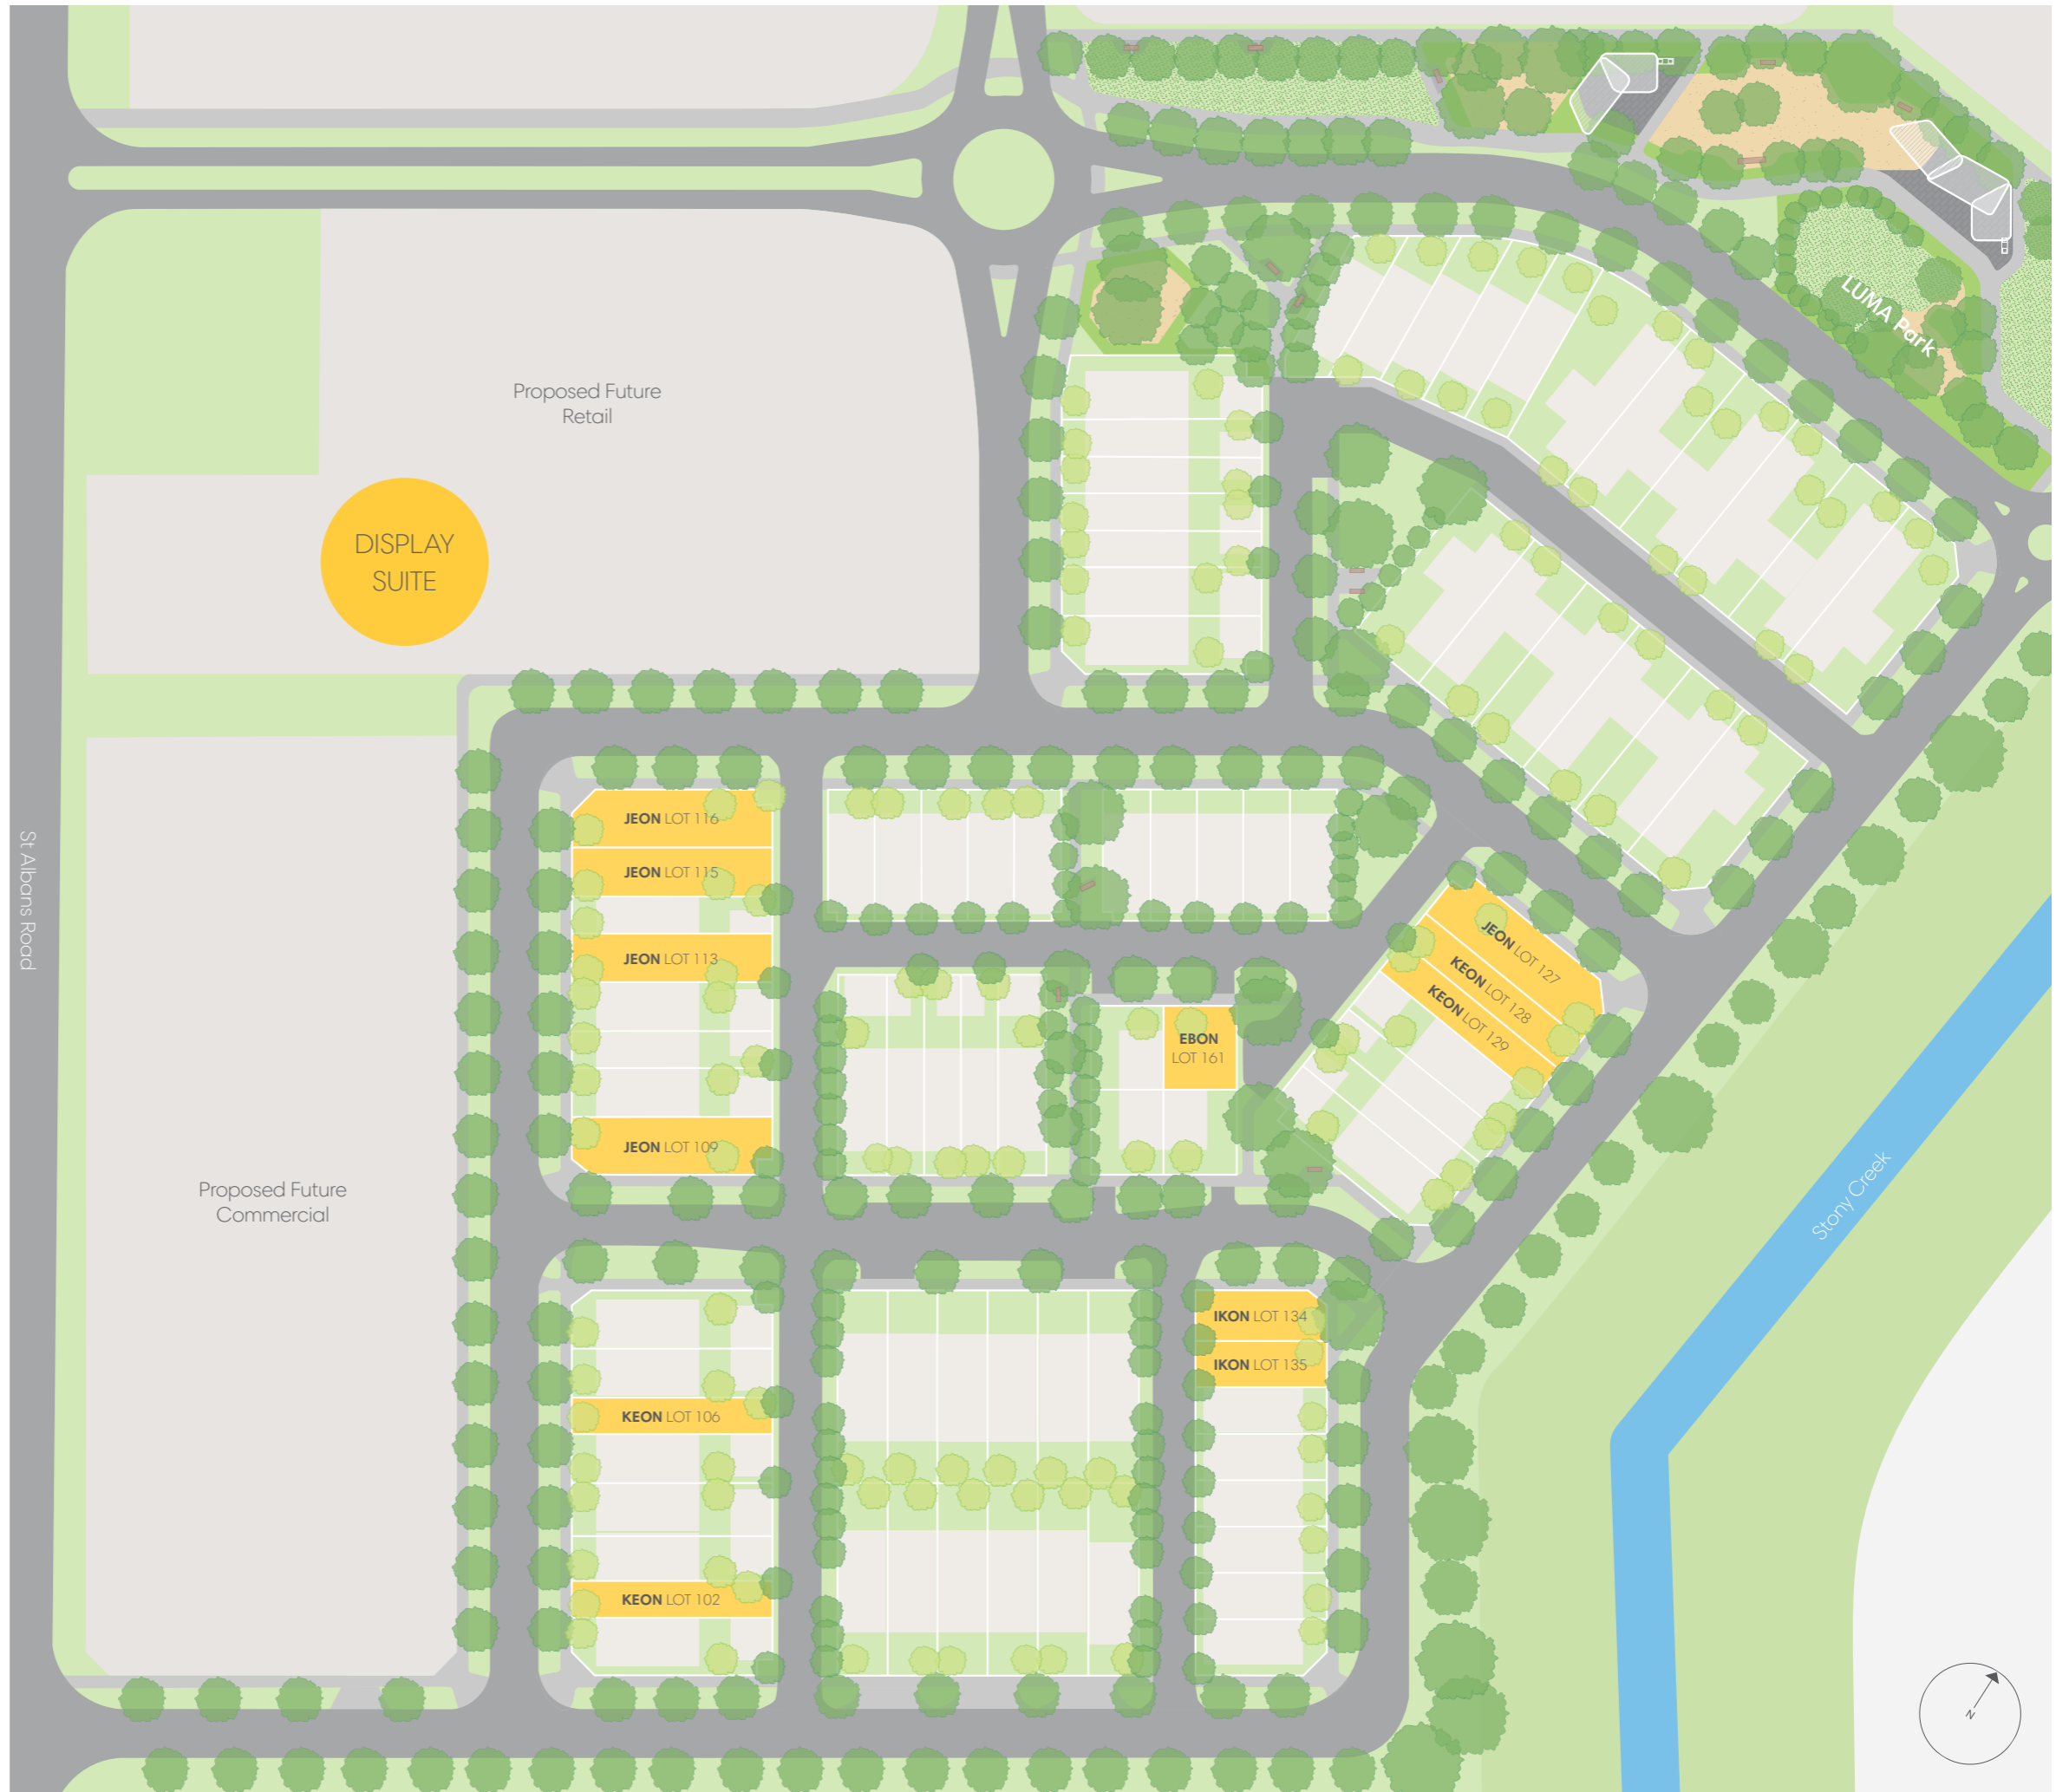 LUMA Park
Proposed Future
Retail
DISPLAY
SUITE
St Albans Road
JEON LOT 116
JEON LOT 115
JEON LOT 113
JEON LOT 109
JEON LOT 127
KEON LOT 128
KEON LOT 129
EBON
LOT 161
Proposed Future
Commercial
Stony Creek
IKON LOT 134
IKON LOT 135
KEON LOT 106
KEON LOT 102
N